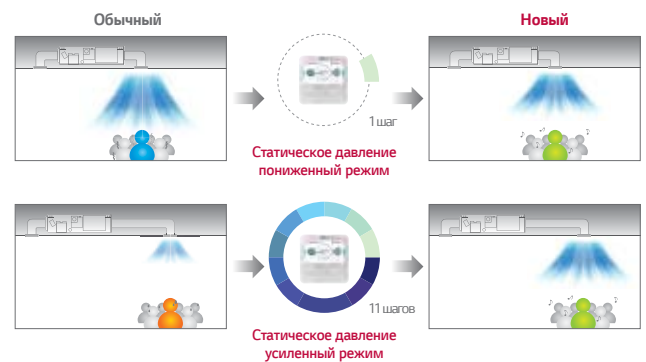 Обычный
Новый
1 шаг
Статическое давление
пониженный режим
11 шагов
Статическое давление
усиленный режим